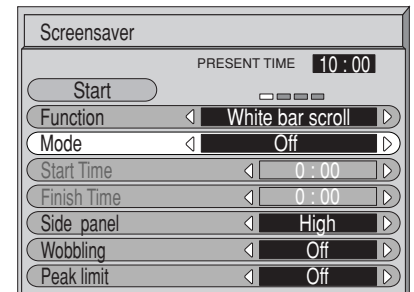 Screensaver
PRESENT TIME 10 : 00
Start
Function White bar scroll
Mode Off
Start Time 0 : 00
Finish Time 0 : 00
Side panel High
Wobbling Off
Peak limit Off